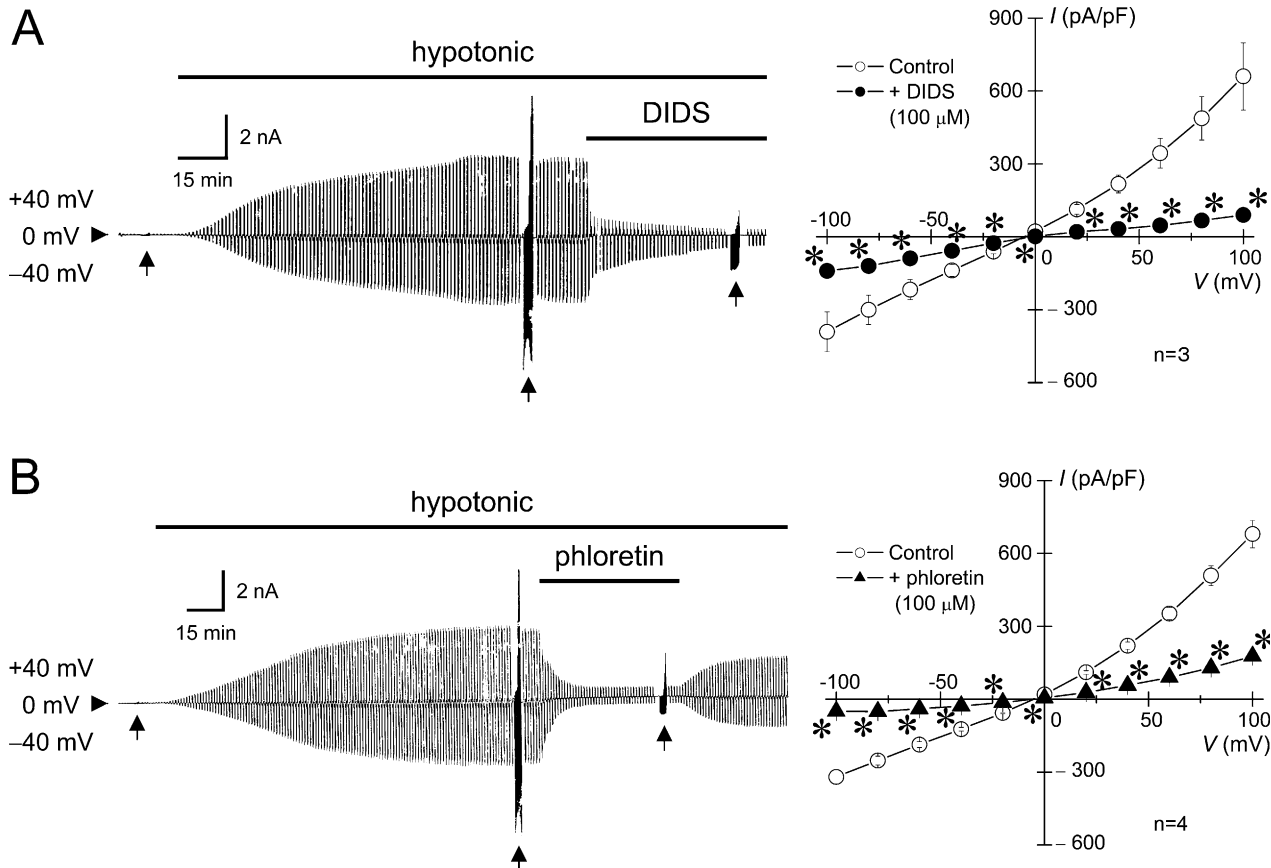 A
hypotonic
DIDS
2 nA
15 min
+40 mV
0 mV
−40 mV
900
I (pA/pF)
Control
+ DIDS
(100 μM)
600
300
-100
-50
0
50
100
V (mV)
− 300
n=3
− 600
B
hypotonic
phloretin
2 nA
15 min
+40 mV
0 mV
−40 mV
900
I (pA/pF)
Control
+ phloretin
(100 μM)
600
300
-100
-50
0
50
100
V (mV)
− 300
n=4
− 600